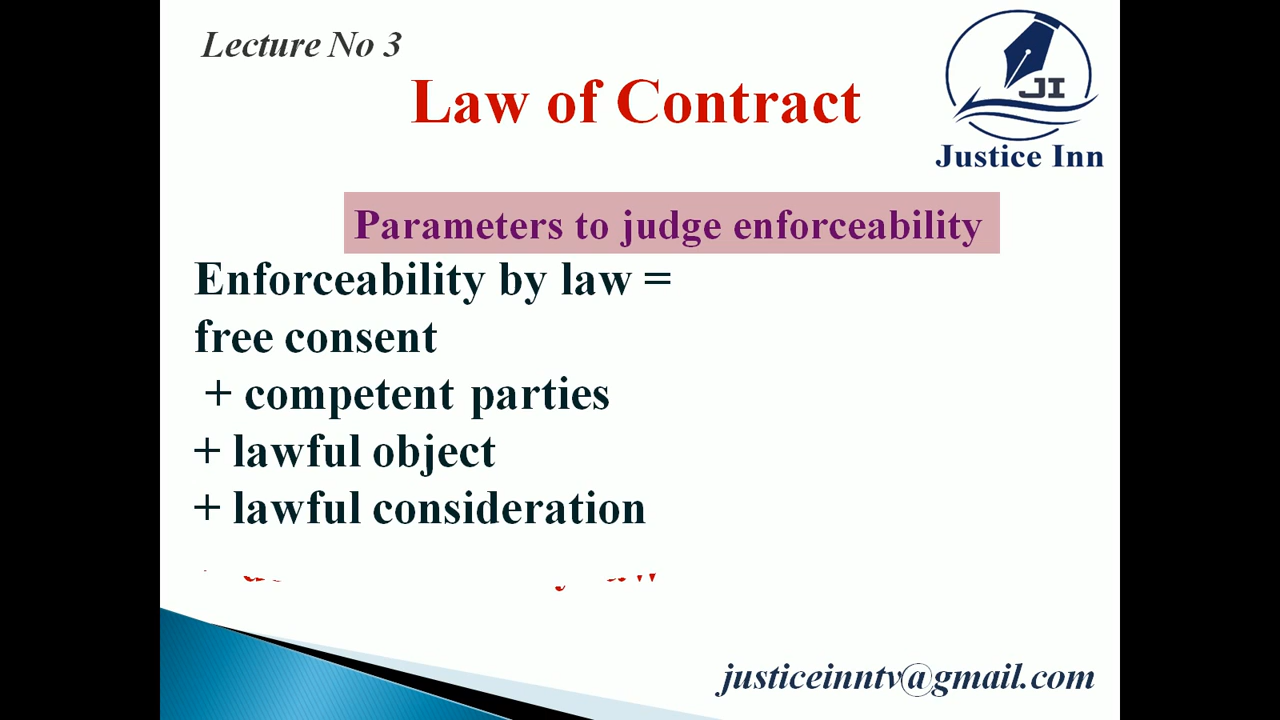 Lecture No 3
Law of Contract
JI
Justice Inn
Parameters to judge enforceability
Enforceability by law =
free consent
+ competent parties
+ lawful object
+ lawful consideration
justiceinntv@gmail.com